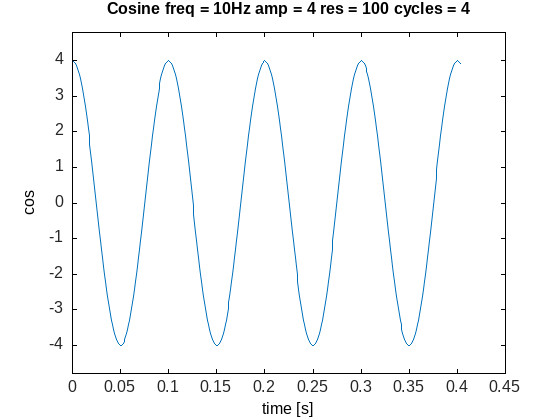 Cosine freq = 10Hz amp = 4 res = 100 cycles = 4
4
3
2
1
0
-1
-2
-3
-4
cos
0 0.05 0.1 0.15 0.2 0.25 0.3 0.35 0.4 0.45
time [s]